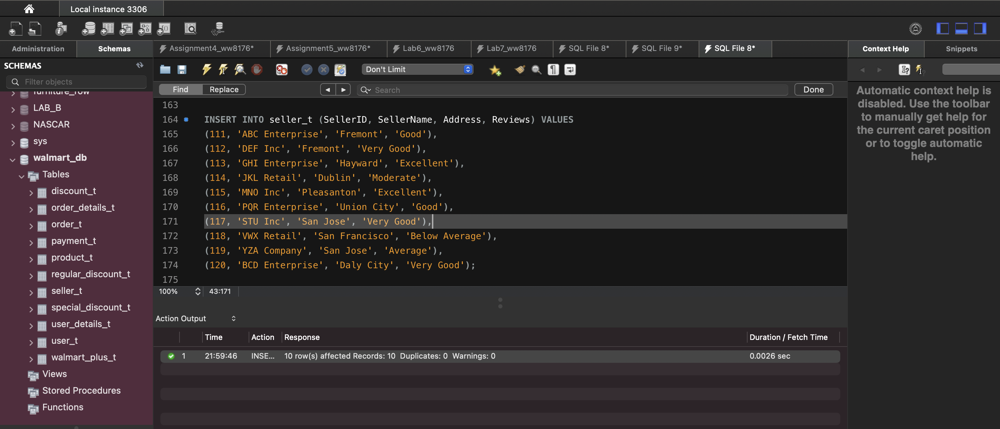 Local instance 3306
Administration
Schemas
Assignment4_ww8176*
Assignment5_ww8176*
Lab6_ww8176
Lab7_ww8176
SQL File 8*
SQL File 9*
SQL File 8*
Context Help
Snippets
SCHEMAS
Filter objects
furniture_row
LAB_B
NASCAR
sys
walmart_db
Tables
discount_t
order_details_t
order_t
payment_t
product_t
regular_discount_t
seller_t
special_discount_t
user_details_t
user_t
walmart_plus_t
Views
Stored Procedures
Functions
Don't Limit
Find
Replace
Search
Done
163
164 INSERT INTO seller_t (SellerID, SellerName, Address, Reviews) VALUES
165 (111, 'ABC Enterprise', 'Fremont', 'Good'),
166 (112, 'DEF Inc', 'Fremont', 'Very Good'),
167 (113, 'GHI Enterprise', 'Hayward', 'Excellent'),
168 (114, 'JKL Retail', 'Dublin', 'Moderate'),
169 (115, 'MNO Inc', 'Pleasanton', 'Excellent'),
170 (116, 'PQR Enterprise', 'Union City', 'Good'),
171 (117, 'STU Inc', 'San Jose', 'Very Good'),
172 (118, 'VWX Retail', 'San Francisco', 'Below Average'),
173 (119, 'YZA Company', 'San Jose', 'Average'),
174 (120, 'BCD Enterprise', 'Daly City', 'Very Good');
175
100%
43:171
Action Output
Time
Action
Response
Duration / Fetch Time
1
21:59:46
INSE...
10 row(s) affected Records: 10 Duplicates: 0 Warnings: 0
0.0026 sec
Automatic context help is
disabled. Use the toolbar
to manually get help for
the current caret position
or to toggle automatic
help.